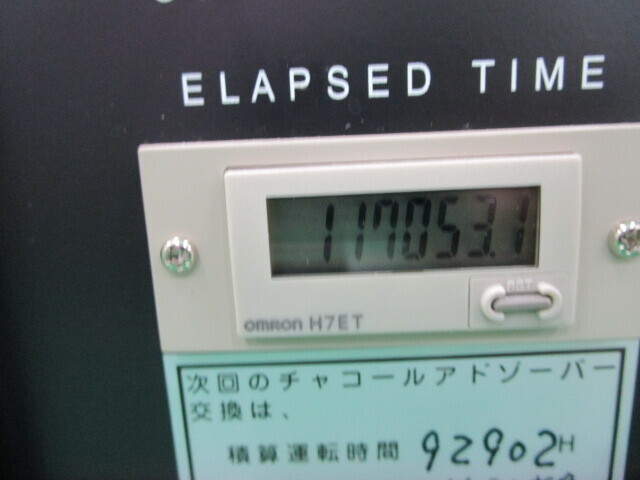 ELAPSED TIME
117053.1
RST
omron H7ET
次回のチャコールアドソーバー
交換は、
積算運転時間 92902H